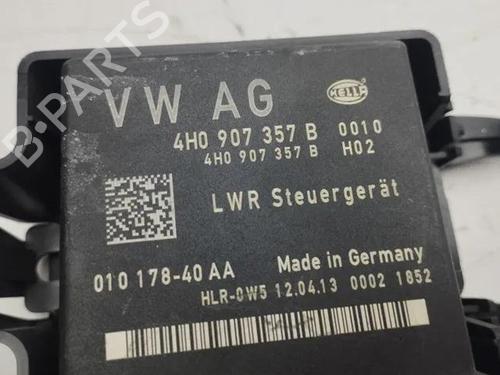 VW AG
HELLA
4H0 907 357 B 0010
4H0 907 357 B H02
LWR Steuergerät
010 178-40 AA Made in Germany
HLR-0W5 12.04.13 0002 1852
B-PARTS